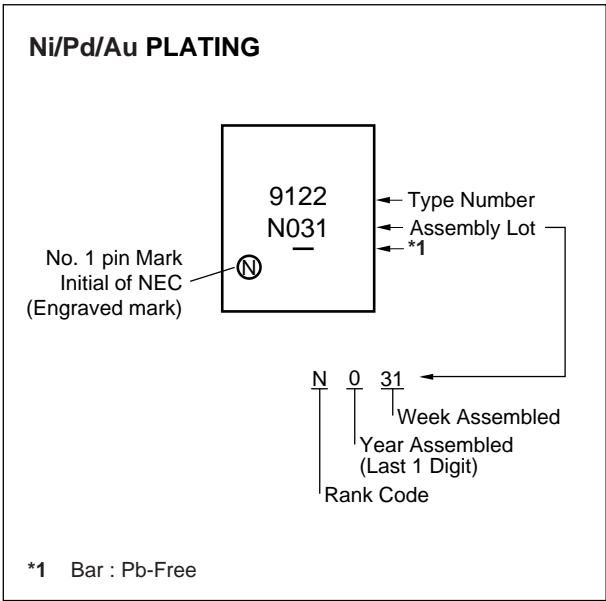 Ni/Pd/Au PLATING
9122
N031
Type Number
Assembly Lot
*1
No. 1 pin Mark
Initial of NEC
(Engraved mark)
N
N 0 31
Week Assembled
Year Assembled
(Last 1 Digit)
Rank Code
*1 Bar : Pb-Free